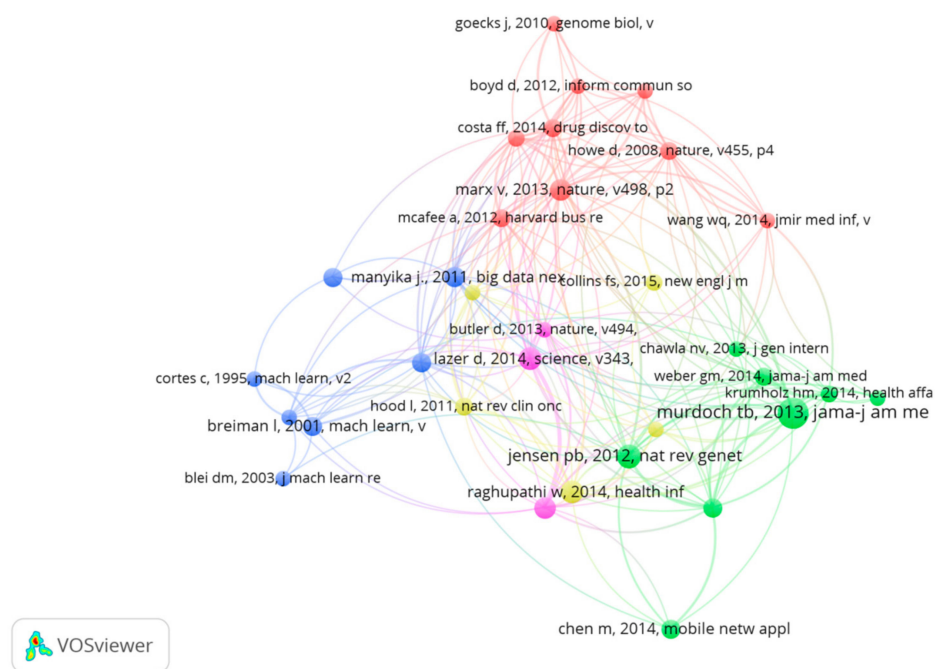 goecks j, 2010, genome biol, v
boyd d, 2012, inform commun so
costa ff, 2014, drug discov to
howe d, 2008, nature, v455, p4
marx v, 2013, nature, v498, p2
mcafee a, 2012, harvard bus re
wang wq, 2014, jmir med inf, v
manyika j., 2011, big data nex
collins fs, 2015, new engl j m
butler d, 2013, nature, v494,
chawla nv, 2013, j gen intern
lazer d, 2014, science, v343,
cortes c, 1995, mach learn, v2
weber gm, 2014, jama-j am med
krumholz hm, 2014, health affa
hood l, 2011, nat rev clin onc
murdoch tb, 2013, jama-j am me
breiman l, 2001, mach learn, v
jensen pb, 2012, nat rev genet
blei dm, 2003, j mach learn re
raghupathi w, 2014, health inf
chen m, 2014, mobile netw appl
VOSviewer